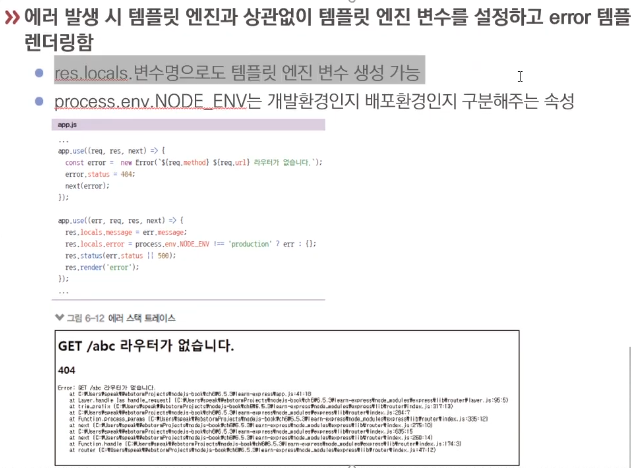 에러 발생 시 템플릿 엔진과 상관없이 템플릿 엔진 변수를 설정하고 error 템플
렌더링함
res.locals.변수명으로도 템플릿 엔진 변수 생성 가능
process.env.NODE_ENV는 개발환경인지 배포환경인지 구분해주는 속성
app.js
...
app.use((req, res, next) => {
const error = new Error(`${req.method} ${req.url} 라우터가 없습니다.`);
error.status = 404;
next(error);
});
app.use((err, req, res, next) => {
res.locals.message = err.message;
res.locals.error = process.env.NODE_ENV !== 'production' ? err : {};
res.status(err.status || 500);
res.render('error');
});
...
그림 6-12 에러 스택 트레이스
GET /abc 라우터가 없습니다.
404
Error: GET /abc 라우터가 없습니다.
at C:₩Users₩speak₩WebstormProjects₩nodejs-book₩ch6₩6.5.3₩learn-express₩app.js:41:18
at Layer.handle [as handle_request] (C:₩Users₩speak₩WebstormProjects₩nodejs-book₩ch6₩6.5.3₩learn-express₩node_modules₩express₩lib₩router₩layer.js:95:5)
at trim_prefix (C:₩Users₩speak₩WebstormProjects₩nodejs-book₩ch6₩6.5.3₩learn-express₩node_modules₩express₩lib₩router₩index.js:317:13)
at C:₩Users₩speak₩WebstormProjects₩nodejs-book₩ch6₩6.5.3₩learn-express₩node_modules₩express₩lib₩router₩index.js:284:7
at Function.process_params (C:₩Users₩speak₩WebstormProjects₩nodejs-book₩ch6₩6.5.3₩learn-express₩node_modules₩express₩lib₩router₩index.js:335:12)
at next (C:₩Users₩speak₩WebstormProjects₩nodejs-book₩ch6₩6.5.3₩learn-express₩node_modules₩express₩lib₩router₩index.js:275:10)
at C:₩Users₩speak₩WebstormProjects₩nodejs-book₩ch6₩6.5.3₩learn-express₩node_modules₩express₩lib₩router₩index.js:635:15
at next (C:₩Users₩speak₩WebstormProjects₩nodejs-book₩ch6₩6.5.3₩learn-express₩node_modules₩express₩lib₩router₩index.js:260:14)
at Function.handle (C:₩Users₩speak₩WebstormProjects₩nodejs-book₩ch6₩6.5.3₩learn-express₩node_modules₩express₩lib₩router₩index.js:174:3)
at router (C:₩Users₩speak₩WebstormProjects₩nodejs-book₩ch6₩6.5.3₩learn-express₩node_modules₩express₩lib₩router₩index.js:47:12)